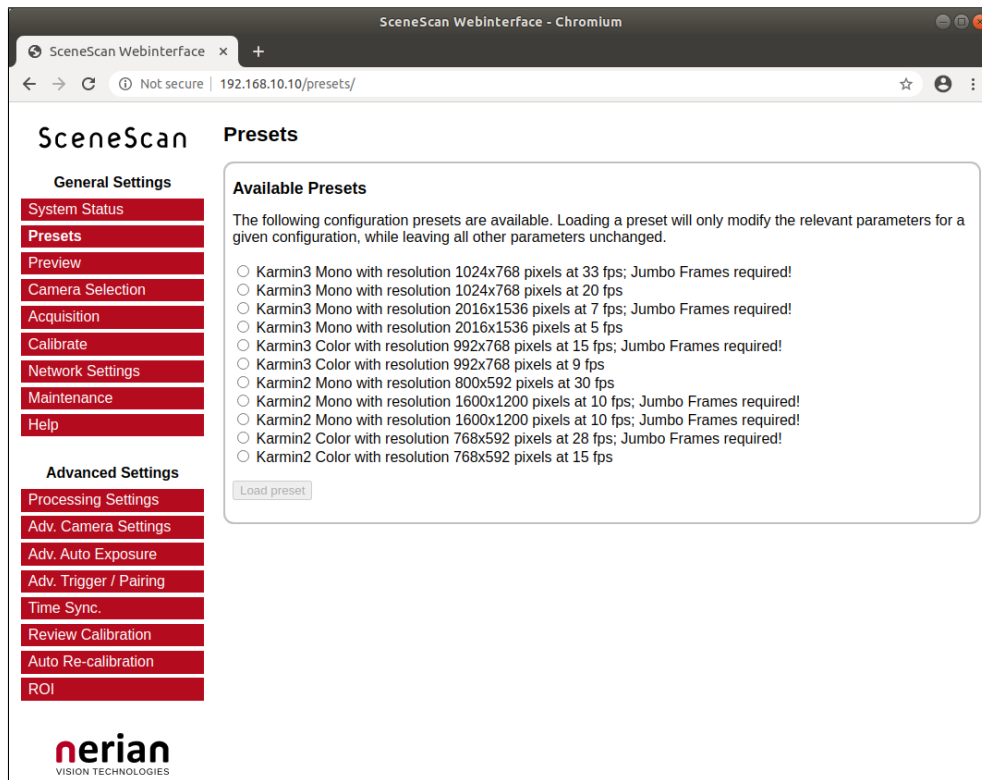 SceneScan Webinterface - Chromium
SceneScan Webinterface
Not secure | 192.168.10.10/presets/
SceneScan
General Settings
System Status
Presets
Preview
Camera Selection
Acquisition
Calibrate
Network Settings
Maintenance
Help
Advanced Settings
Processing Settings
Adv. Camera Settings
Adv. Auto Exposure
Adv. Trigger / Pairing
Time Sync.
Review Calibration
Auto Re-calibration
ROI
nerian
VISION TECHNOLOGIES
Presets
Available Presets
The following configuration presets are available. Loading a preset will only modify the relevant parameters for a
given configuration, while leaving all other parameters unchanged.
Karmin3 Mono with resolution 1024x768 pixels at 33 fps; Jumbo Frames required!
Karmin3 Mono with resolution 1024x768 pixels at 20 fps
Karmin3 Mono with resolution 2016x1536 pixels at 7 fps; Jumbo Frames required!
Karmin3 Mono with resolution 2016x1536 pixels at 5 fps
Karmin3 Color with resolution 992x768 pixels at 15 fps; Jumbo Frames required!
Karmin3 Color with resolution 992x768 pixels at 9 fps
Karmin2 Mono with resolution 800x592 pixels at 30 fps
Karmin2 Mono with resolution 1600x1200 pixels at 10 fps; Jumbo Frames required!
Karmin2 Mono with resolution 1600x1200 pixels at 10 fps; Jumbo Frames required!
Karmin2 Color with resolution 768x592 pixels at 28 fps; Jumbo Frames required!
Karmin2 Color with resolution 768x592 pixels at 15 fps
Load preset